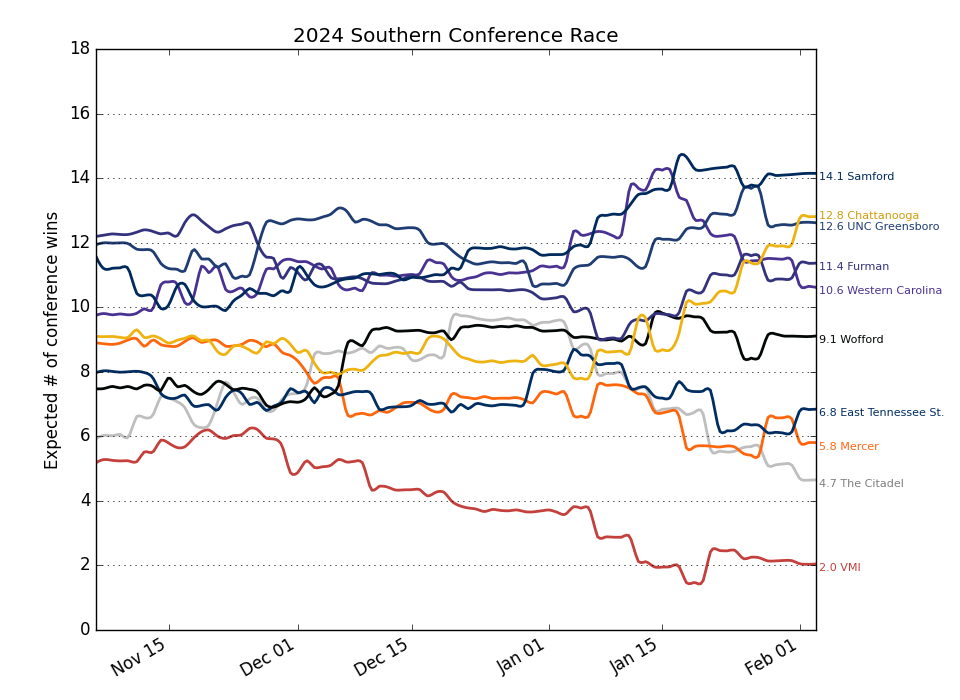 2024 Southern Conference Race
Expected # of conference wins
18
16
14
12
10
8
6
4
2
0
14.1 Samford
12.8 Chattanooga
12.6 UNC Greensboro
11.4 Furman
10.6 Western Carolina
9.1 Wofford
6.8 East Tennessee St.
5.8 Mercer
4.7 The Citadel
2.0 VMI
Nov 15
Dec 01
Dec 15
Jan 01
Jan 15
Feb 01